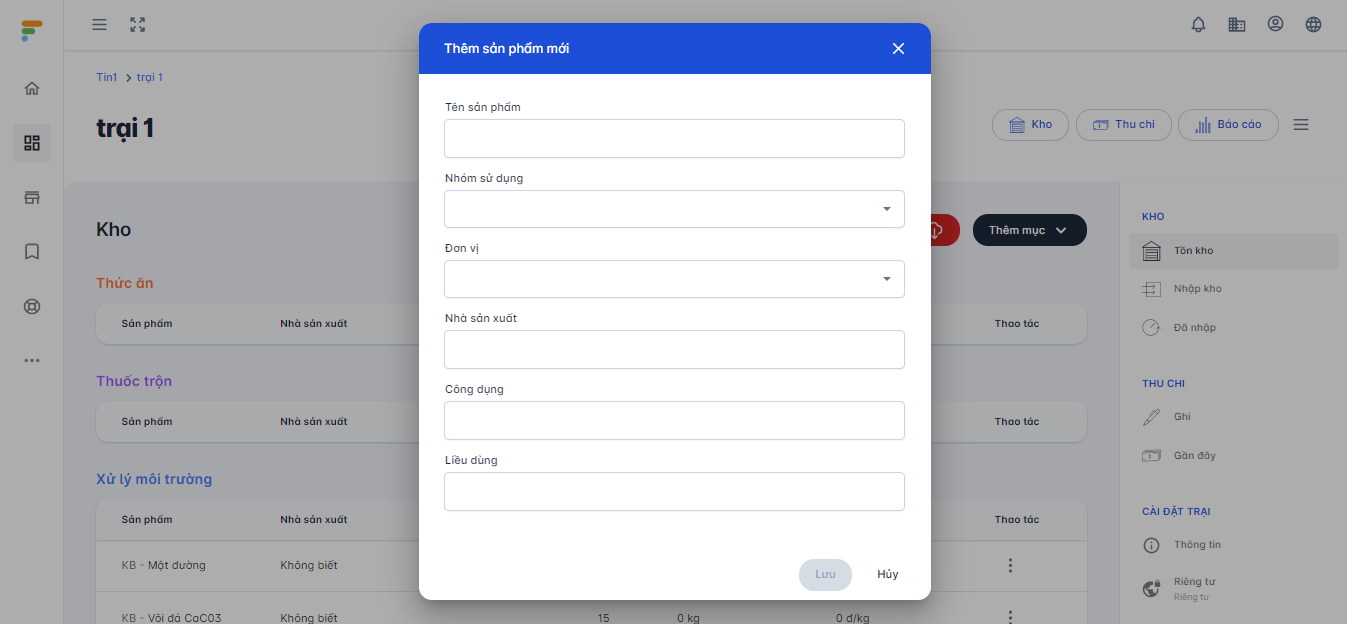 Tin1 > trại 1
trại 1
Kho
Thu chi
Báo cáo
Kho
Thêm mục
Thức ăn
Sản phẩm
Nhà sản xuất
Thao tác
Thuốc trộn
Sản phẩm
Nhà sản xuất
Thao tác
Xử lý môi trường
Sản phẩm
Nhà sản xuất
Thao tác
KB - Mật đường
Không biết
KB - Vôi đá CaC03
Không biết
15
0 kg
0 đ/kg
Thêm sản phẩm mới
Tên sản phẩm
Nhóm sử dụng
Đơn vị
Nhà sản xuất
Công dụng
Liều dùng
Lưu
Hủy
KHO
Tồn kho
Nhập kho
Đã nhập
THU CHI
Ghi
Gần đây
CÀI ĐẶT TRẠI
Thông tin
Riêng tư
Riêng tư